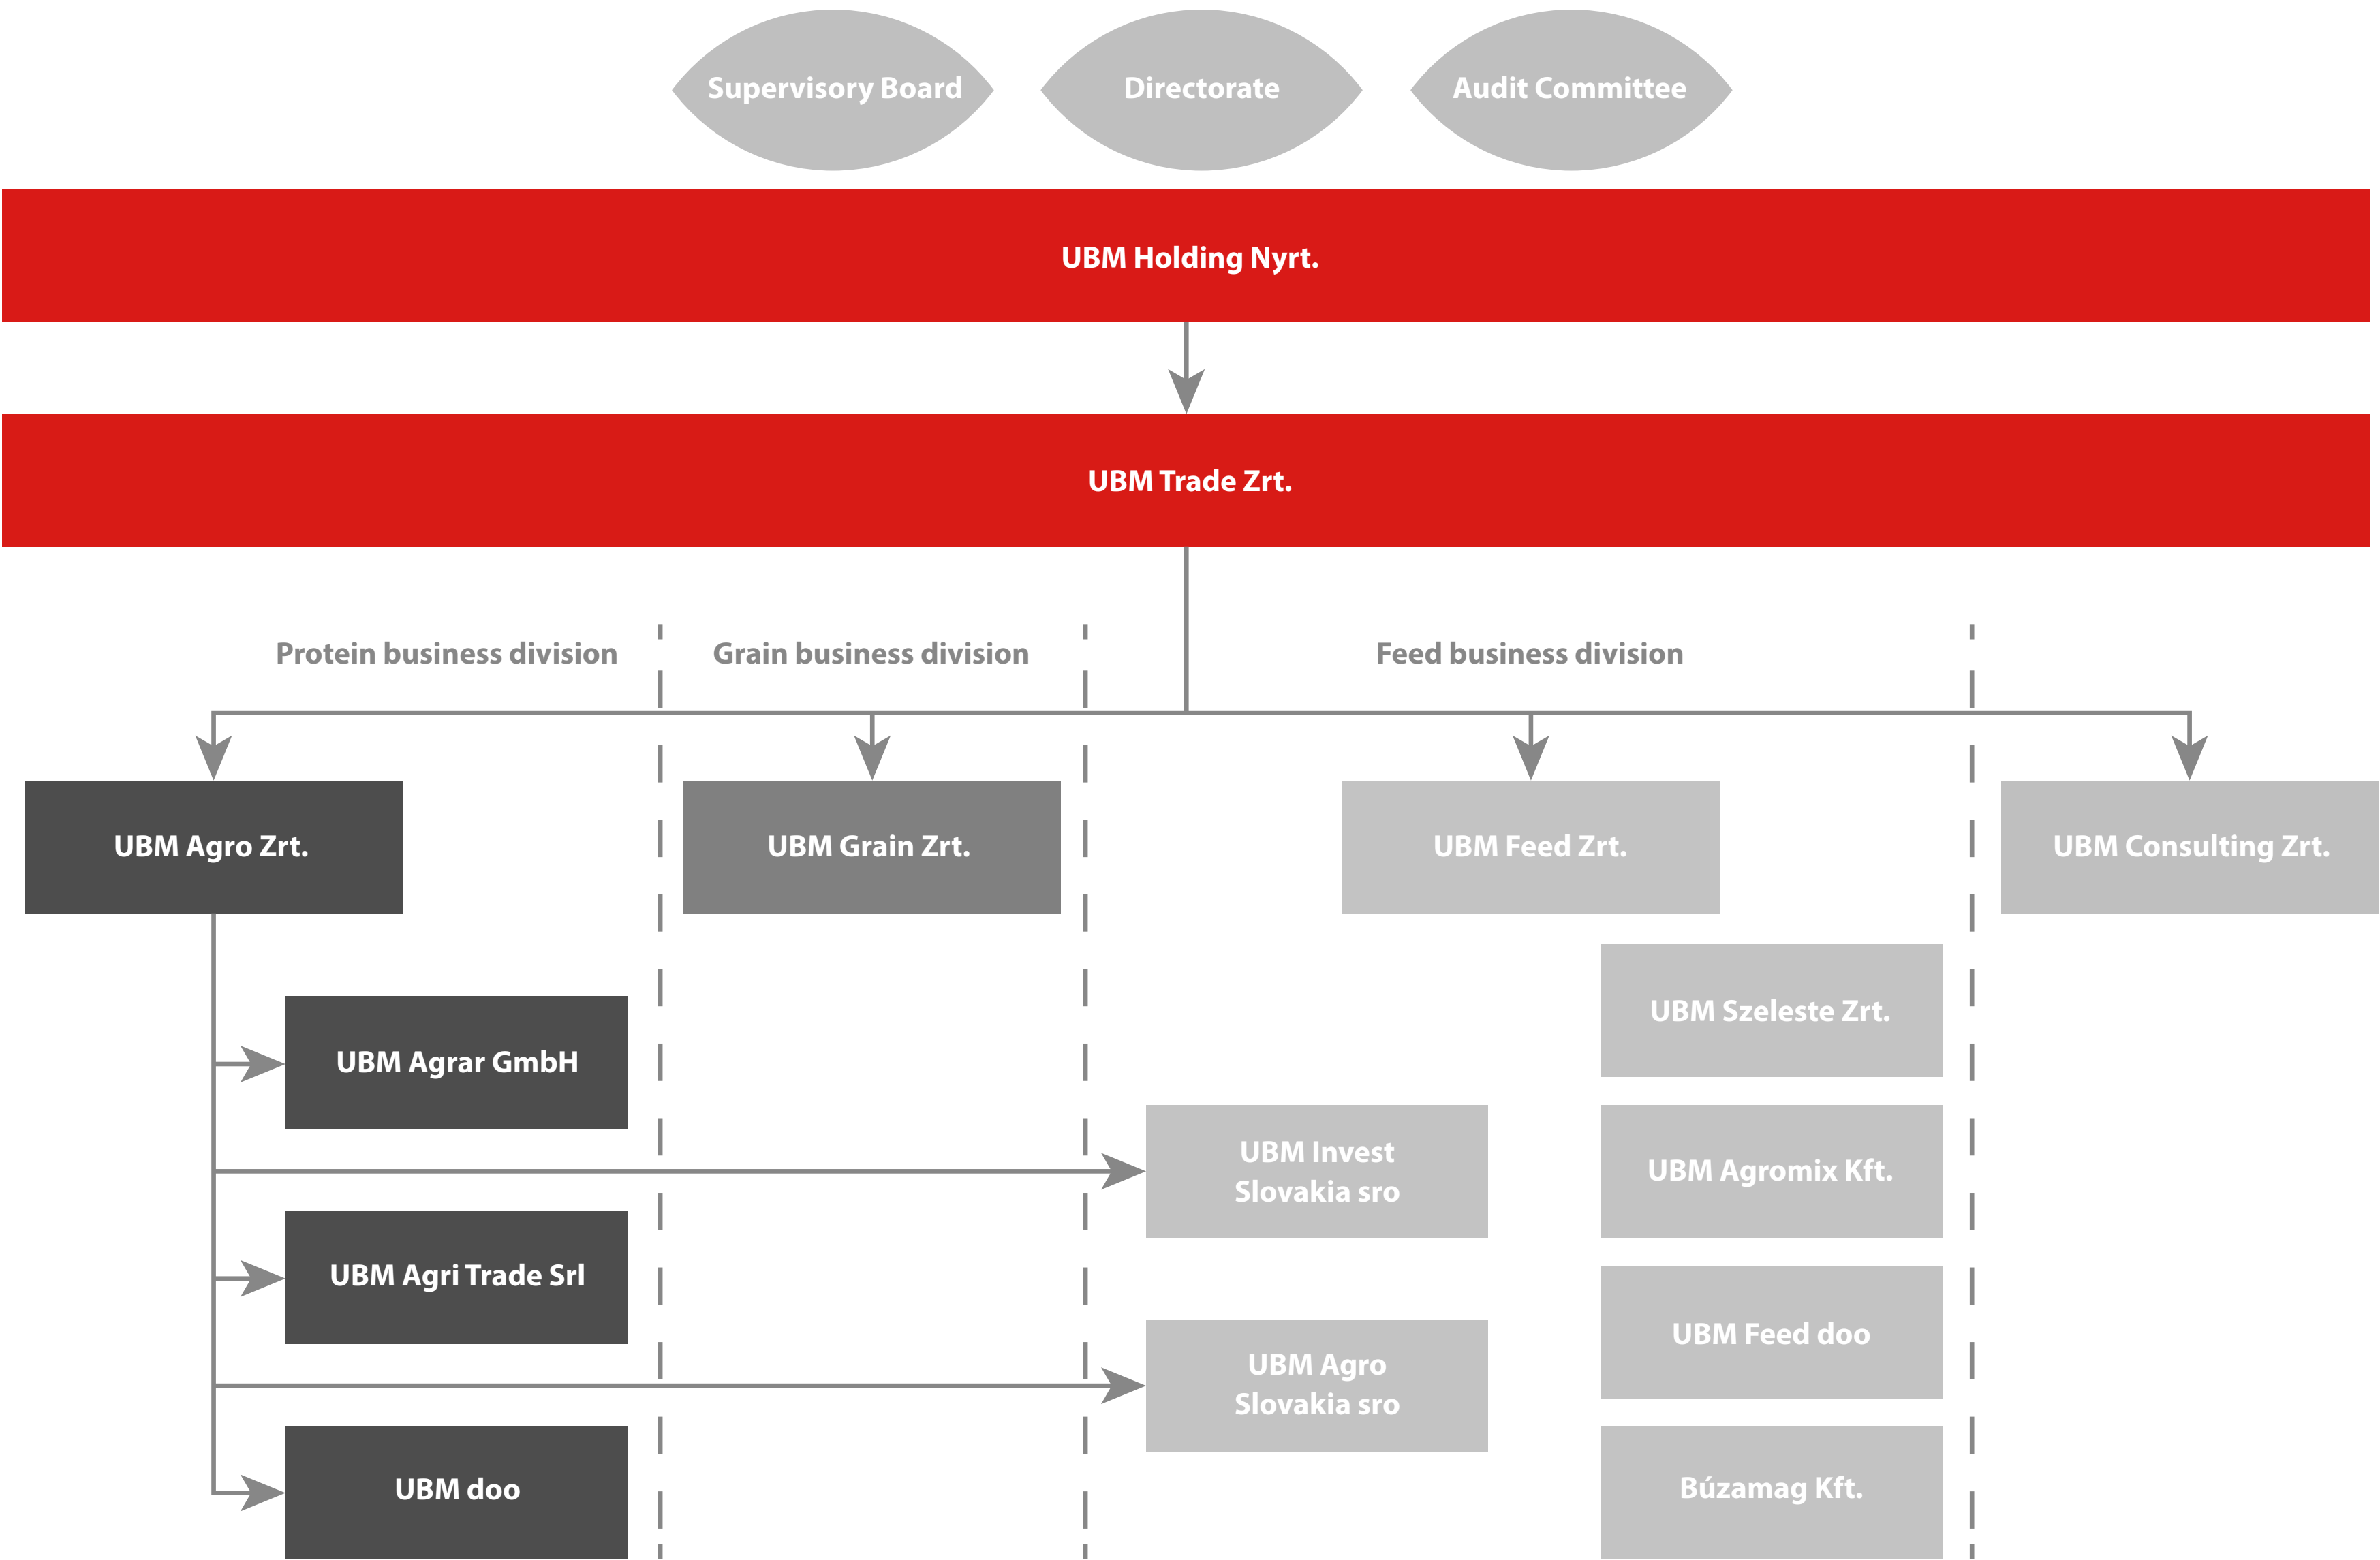 Supervisory Board
Directorate
Audit Committee
UBM Holding Nyrt.
UBM Trade Zrt.
Protein business division
Grain business division
Feed business division
UBM Agro Zrt.
UBM Grain Zrt.
UBM Feed Zrt.
UBM Consulting Zrt.
UBM Szeleste Zrt.
UBM Agrar GmbH
UBM Invest
Slovakia sro
UBM Agromix Kft.
UBM Agri Trade Srl
UBM Feed doo
UBM Agro
Slovakia sro
UBM doo
Búzamag Kft.